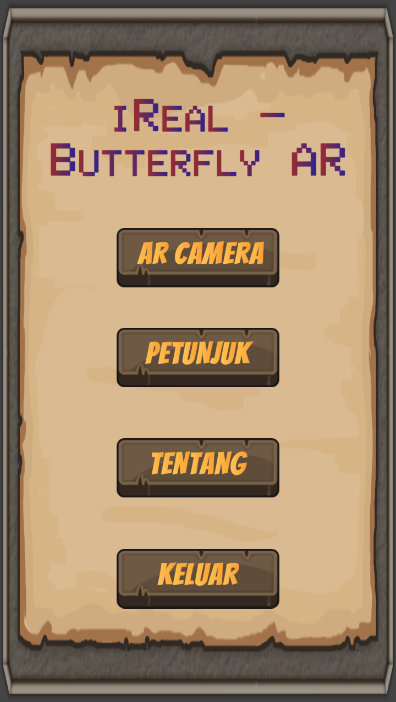 iReal -
Butterfly AR
AR CAMERA
PETUNJUK
TENTANG
KELUAR